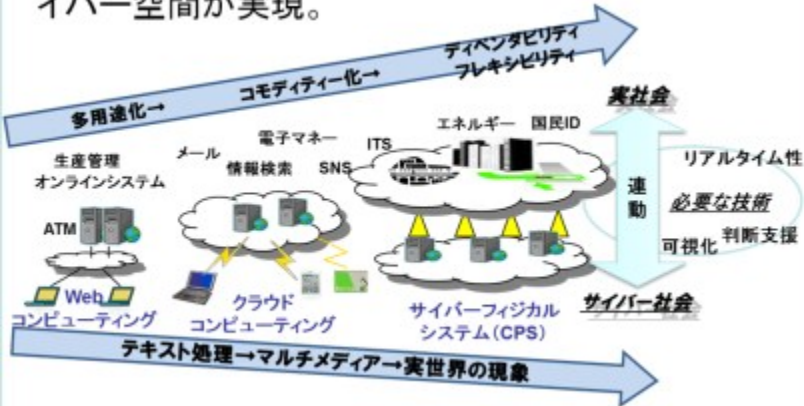 イバー空間が実現。
多用途化→
コモディティー化→
ディペンダビリティ
フレキシビリティ
生産管理
オンラインシステム
ATM
Web
コンピューティング
メール
電子マネー
情報検索
SNS
クラウド
コンピューティング
ITS
エネルギー
国民ID
サイバーフィジカル
システム(CPS)
実社会
連動
サイバー社会
リアルタイム性
必要な技術
可視化
判断支援
テキスト処理→マルチメディアー→実世界の現象